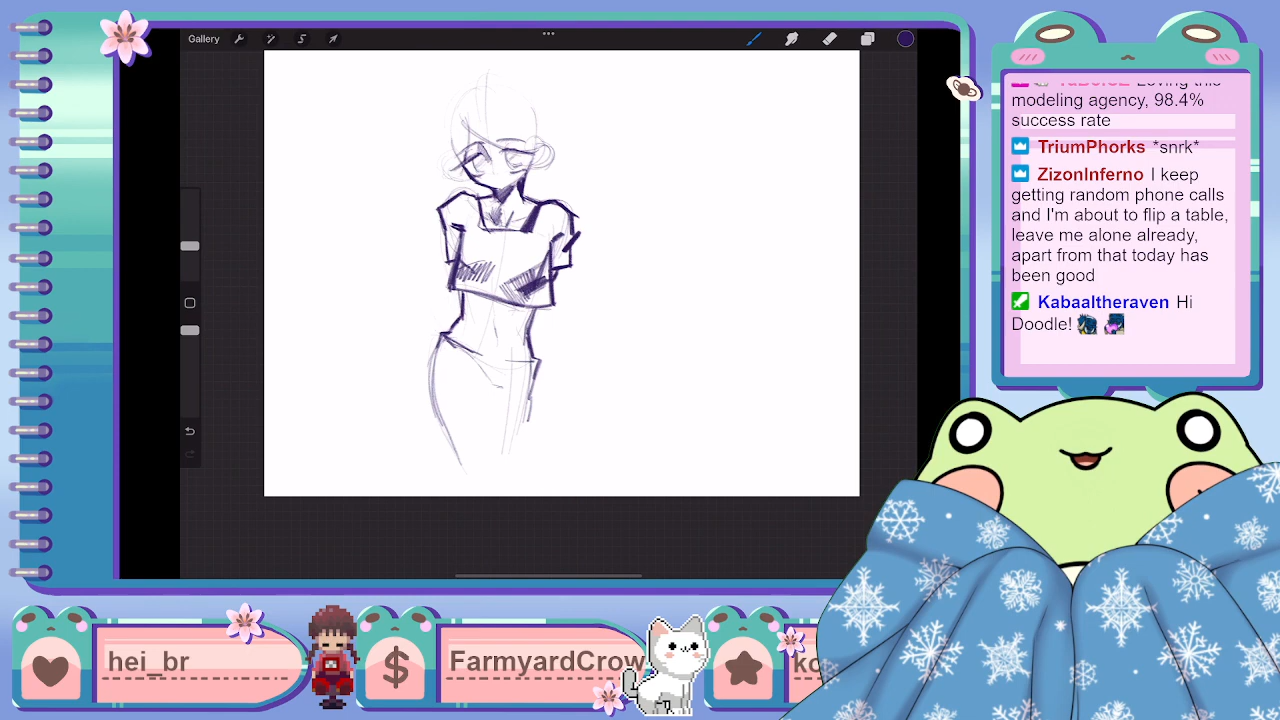 Gallery
Loving this
modeling agency, 99.4%
success rate
TriumPhorks *snrk*
ZizonInferno I keep
getting random phone calls
and I'm about to flip a table,
leave me alone already,
apart from that today has
been good
Kabaaltheraven Hi
Doodle!
hei_br
$
FarmyardCrow